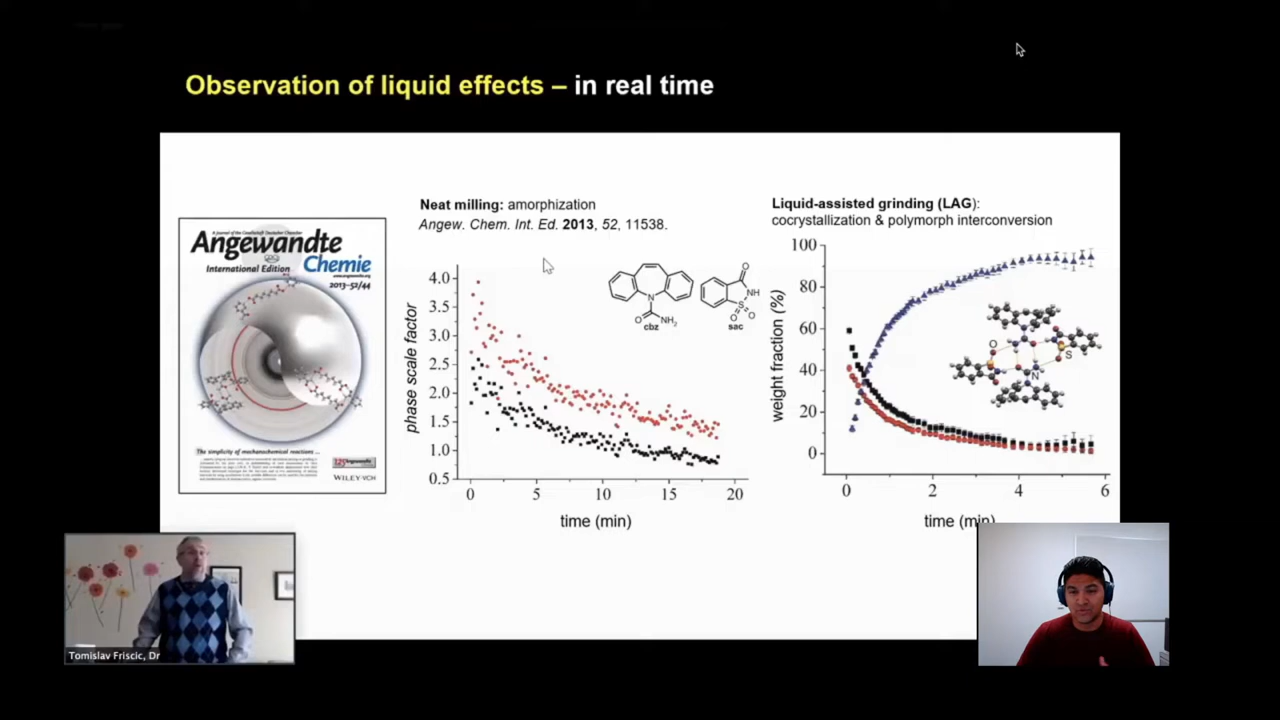 Observation of liquid effects – in real time
Neat milling: amorphization
Angew. Chem. Int. Ed. 2013, 52, 11538.
Liquid-assisted grinding (LAG):
cocrystallization & polymorph interconversion
A Journal of the Gesellschaft Deutscher Chemiker
Angewandte
International Edition
Chemie
www.angewandte.org
2013–52/44
The simplicity of mechanochemical reactions ...
WILEY-VCH
phase scale factor
4.0
3.5
3.0
2.5
2.0
1.5
1.0
0.5
0 5 10 15 20
time (min)
N
O
NH2
cbz
O
NH
S
O O
sac
weight fraction (%)
100
80
60
40
20
0
0 2 4 6
time (min)
O
S
N
Tomislav Friscic, Dr